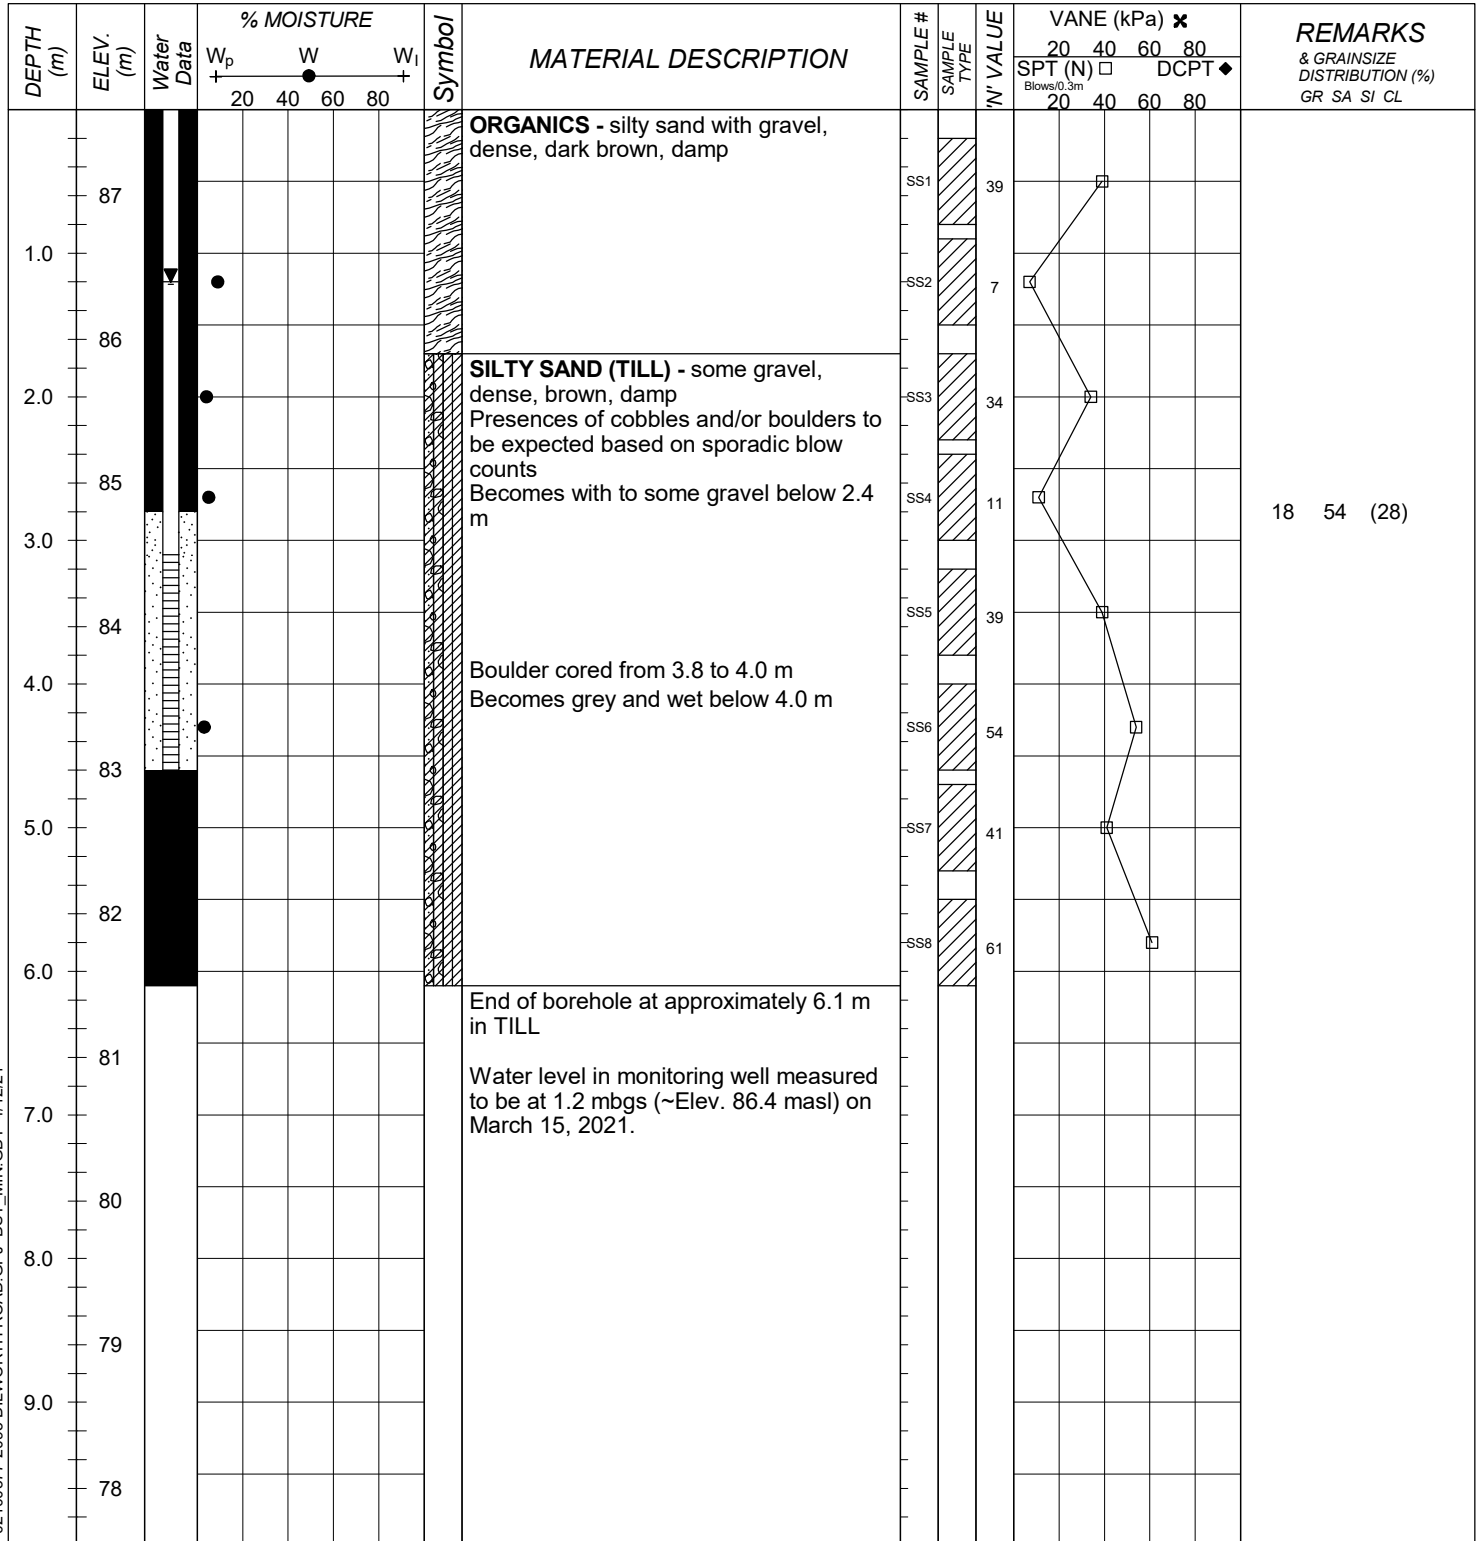 DEPTH (m)
ELEV. (m)
Water Data
% MOISTURE
Wp W Wl
20 40 60 80
Symbol
MATERIAL DESCRIPTION
SAMPLE #
SAMPLE TYPE
'N' VALUE
VANE (kPa) ✖
20 40 60 80
SPT (N) □ DCPT ◆
Blows/0.3m
20 40 60 80
REMARKS
& GRAINSIZE
DISTRIBUTION (%)
GR SA SI CL
ORGANICS - silty sand with gravel,
dense, dark brown, damp
SS1 39
87
1.0
SS2 7
86
SILTY SAND (TILL) - some gravel,
dense, brown, damp
2.0
SS3 34
Presences of cobbles and/or boulders to
be expected based on sporadic blow
counts
85
Becomes with to some gravel below 2.4
m
SS4 11
18 54 (28)
3.0
SS5 39
84
Boulder cored from 3.8 to 4.0 m
4.0
Becomes grey and wet below 4.0 m
SS6 54
83
5.0
SS7 41
82
SS8 61
6.0
End of borehole at approximately 6.1 m
in TILL
81
Water level in monitoring well measured
to be at 1.2 mbgs (~Elev. 86.4 masl) on
March 15, 2021.
7.0
80
8.0
79
9.0
78